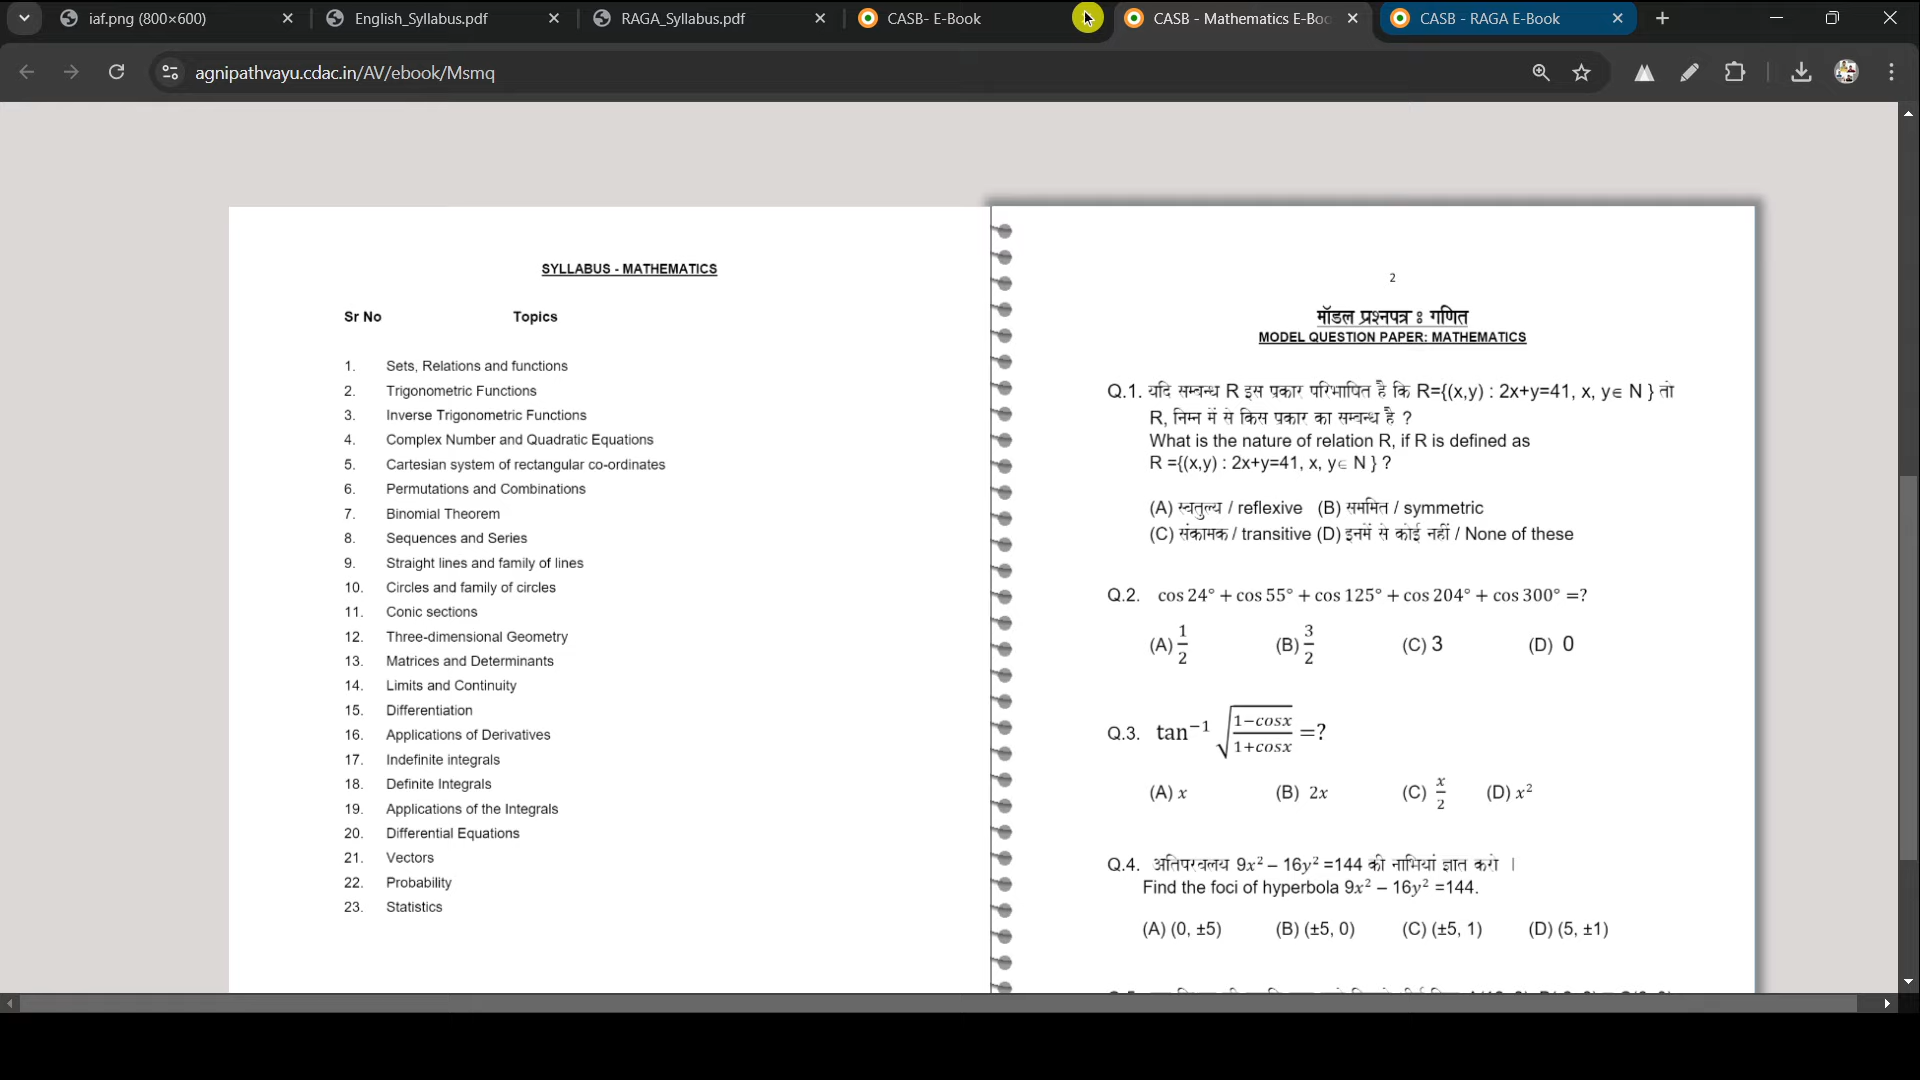 iaf.png (800×600)
English_Syllabus.pdf
RAGA_Syllabus.pdf
CASB- E-Book
CASB - Mathematics E-Boo
CASB - RAGA E-Book
agnipathvayu.cdac.in/AV/ebook/Msmq
SYLLABUS - MATHEMATICS
Sr No Topics
1. Sets, Relations and functions
2. Trigonometric Functions
3. Inverse Trigonometric Functions
4. Complex Number and Quadratic Equations
5. Cartesian system of rectangular co-ordinates
6. Permutations and Combinations
7. Binomial Theorem
8. Sequences and Series
9. Straight lines and family of lines
10. Circles and family of circles
11. Conic sections
12. Three-dimensional Geometry
13. Matrices and Determinants
14. Limits and Continuity
15. Differentiation
16. Applications of Derivatives
17. Indefinite integrals
18. Definite Integrals
19. Applications of the Integrals
20. Differential Equations
21. Vectors
22. Probability
23. Statistics
2
मॉडल प्रश्नपत्र : गणित
MODEL QUESTION PAPER: MATHEMATICS
Q.1. यदि सम्बन्ध R इस प्रकार परिभाषित है कि R={(x,y) : 2x+y=41, x, y∈ N } तो
R, निम्न में से किस प्रकार का सम्बन्ध है ?
What is the nature of relation R, if R is defined as
R ={(x,y) : 2x+y=41, x, y∈ N } ?
(A) स्वतुल्य / reflexive (B) सममित / symmetric
(C) संक्रामक / transitive (D) इनमें से कोई नहीं / None of these
Q.2. cos 24° + cos 55° + cos 125° + cos 204° + cos 300° =?
(A) 1/2 (B) 3/2 (C) 3 (D) 0
Q.3. tan⁻¹ √((1−cosx)/(1+cosx)) =?
(A) x (B) 2x (C) x/2 (D) x²
Q.4. अतिपरवलय 9x² – 16y² =144 की नाभियां ज्ञात करो ।
Find the foci of hyperbola 9x² – 16y² =144.
(A) (0, ±5) (B) (±5, 0) (C) (±5, 1) (D) (5, ±1)